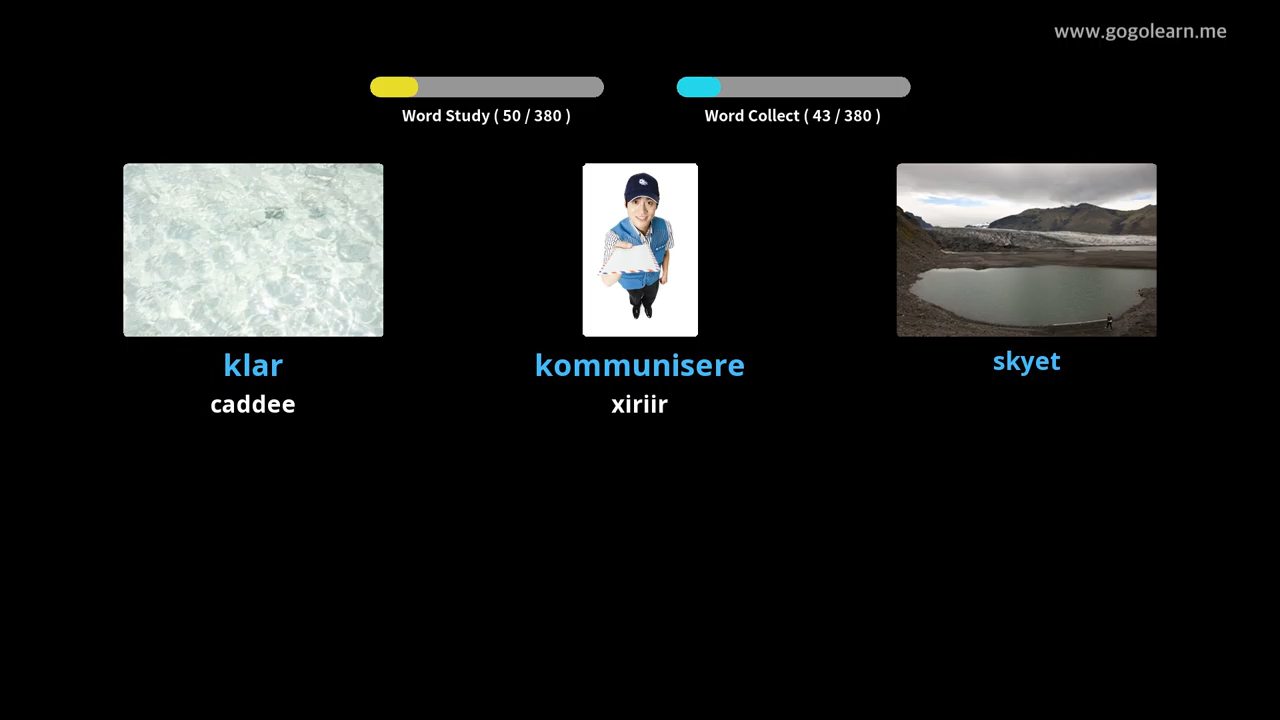 www.gogolearn.me
Word Study ( 50 / 380 )
Word Collect ( 43 / 380 )
klar
caddee
kommunisere
xiriir
skyet